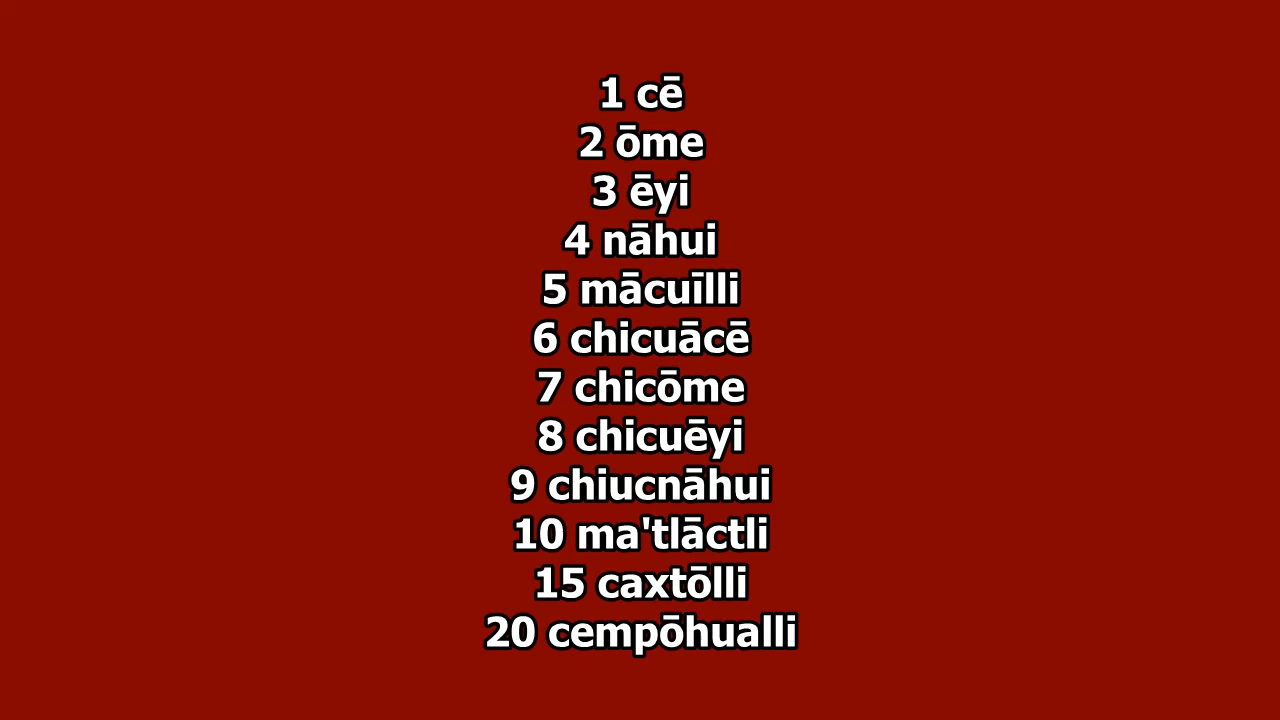 1 cē
2 ōme
3 ēyi
4 nāhui
5 mācuīlli
6 chicuācē
7 chicōme
8 chicuēyi
9 chiucnāhui
10 ma'tlāctli
15 caxtōlli
20 cempōhualli